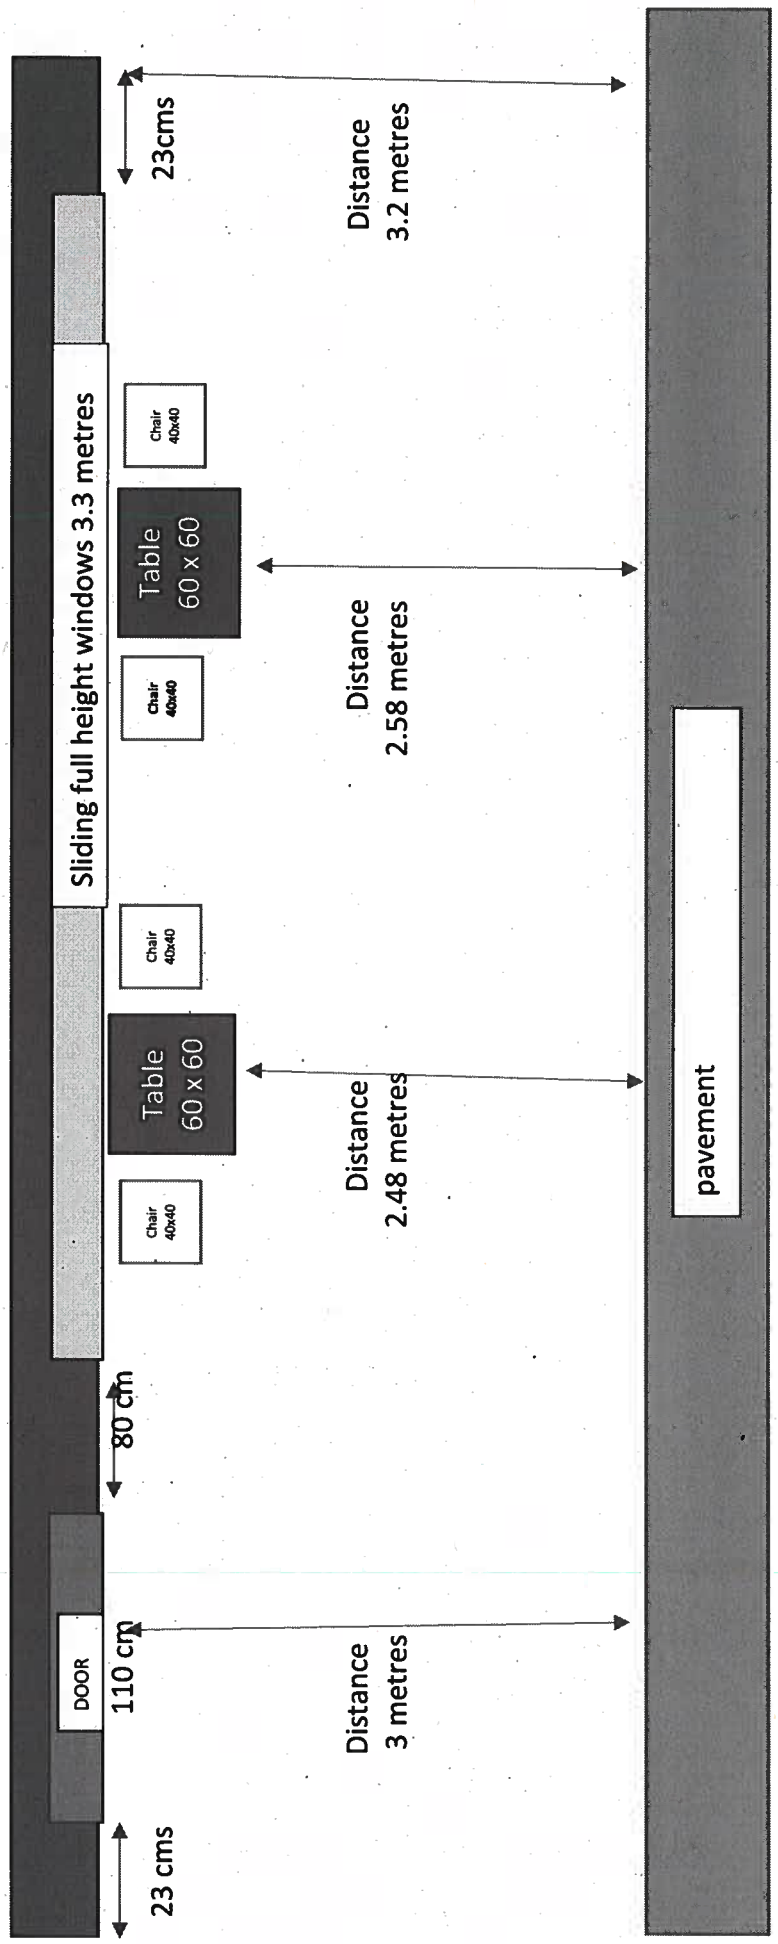 23 cms
DOOR
110 cm
80 cm
Sliding full height windows 3.3 metres
23cms
Chair
40x40
Table
60 x 60
Chair
40x40
Chair
40x40
Table
60 x 60
Chair
40x40
Distance
3 metres
Distance
2.48 metres
Distance
2.58 metres
Distance
3.2 metres
pavement